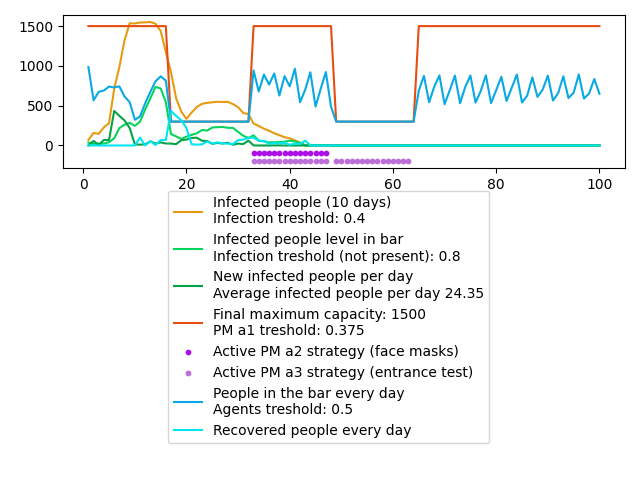 1500
1000
500
0
0 20 40 60 80 100
Infected people (10 days)
Infection treshold: 0.4
Infected people level in bar
Infection treshold (not present): 0.8
New infected people per day
Average infected people per day 24.35
Final maximum capacity: 1500
PM a1 treshold: 0.375
Active PM a2 strategy (face masks)
Active PM a3 strategy (entrance test)
People in the bar every day
Agents treshold: 0.5
Recovered people every day